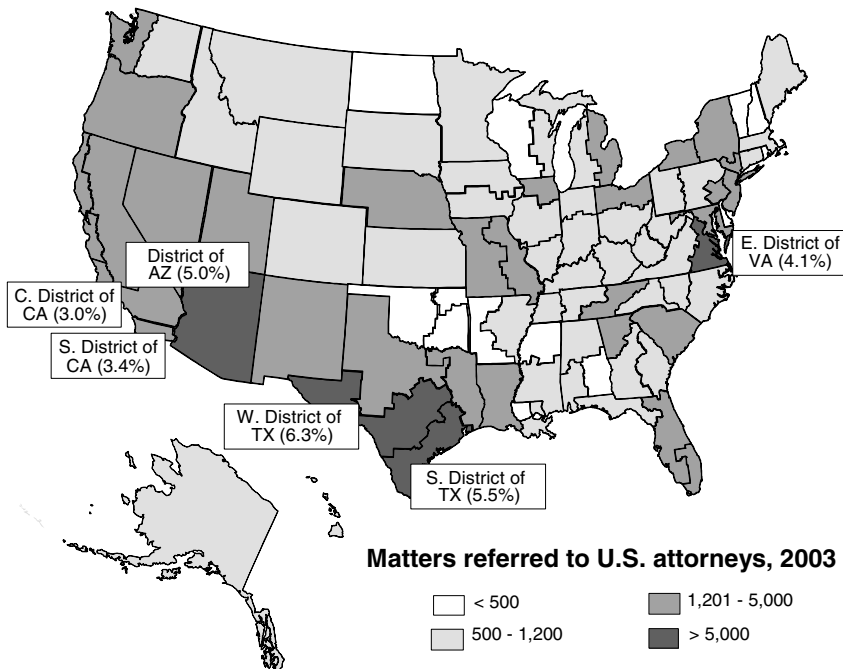 District of
AZ (5.0%)
E. District of
VA (4.1%)
C. District of
CA (3.0%)
S. District of
CA (3.4%)
W. District of
TX (6.3%)
S. District of
TX (5.5%)
Matters referred to U.S. attorneys, 2003
< 500
1,201 - 5,000
500 - 1,200
> 5,000